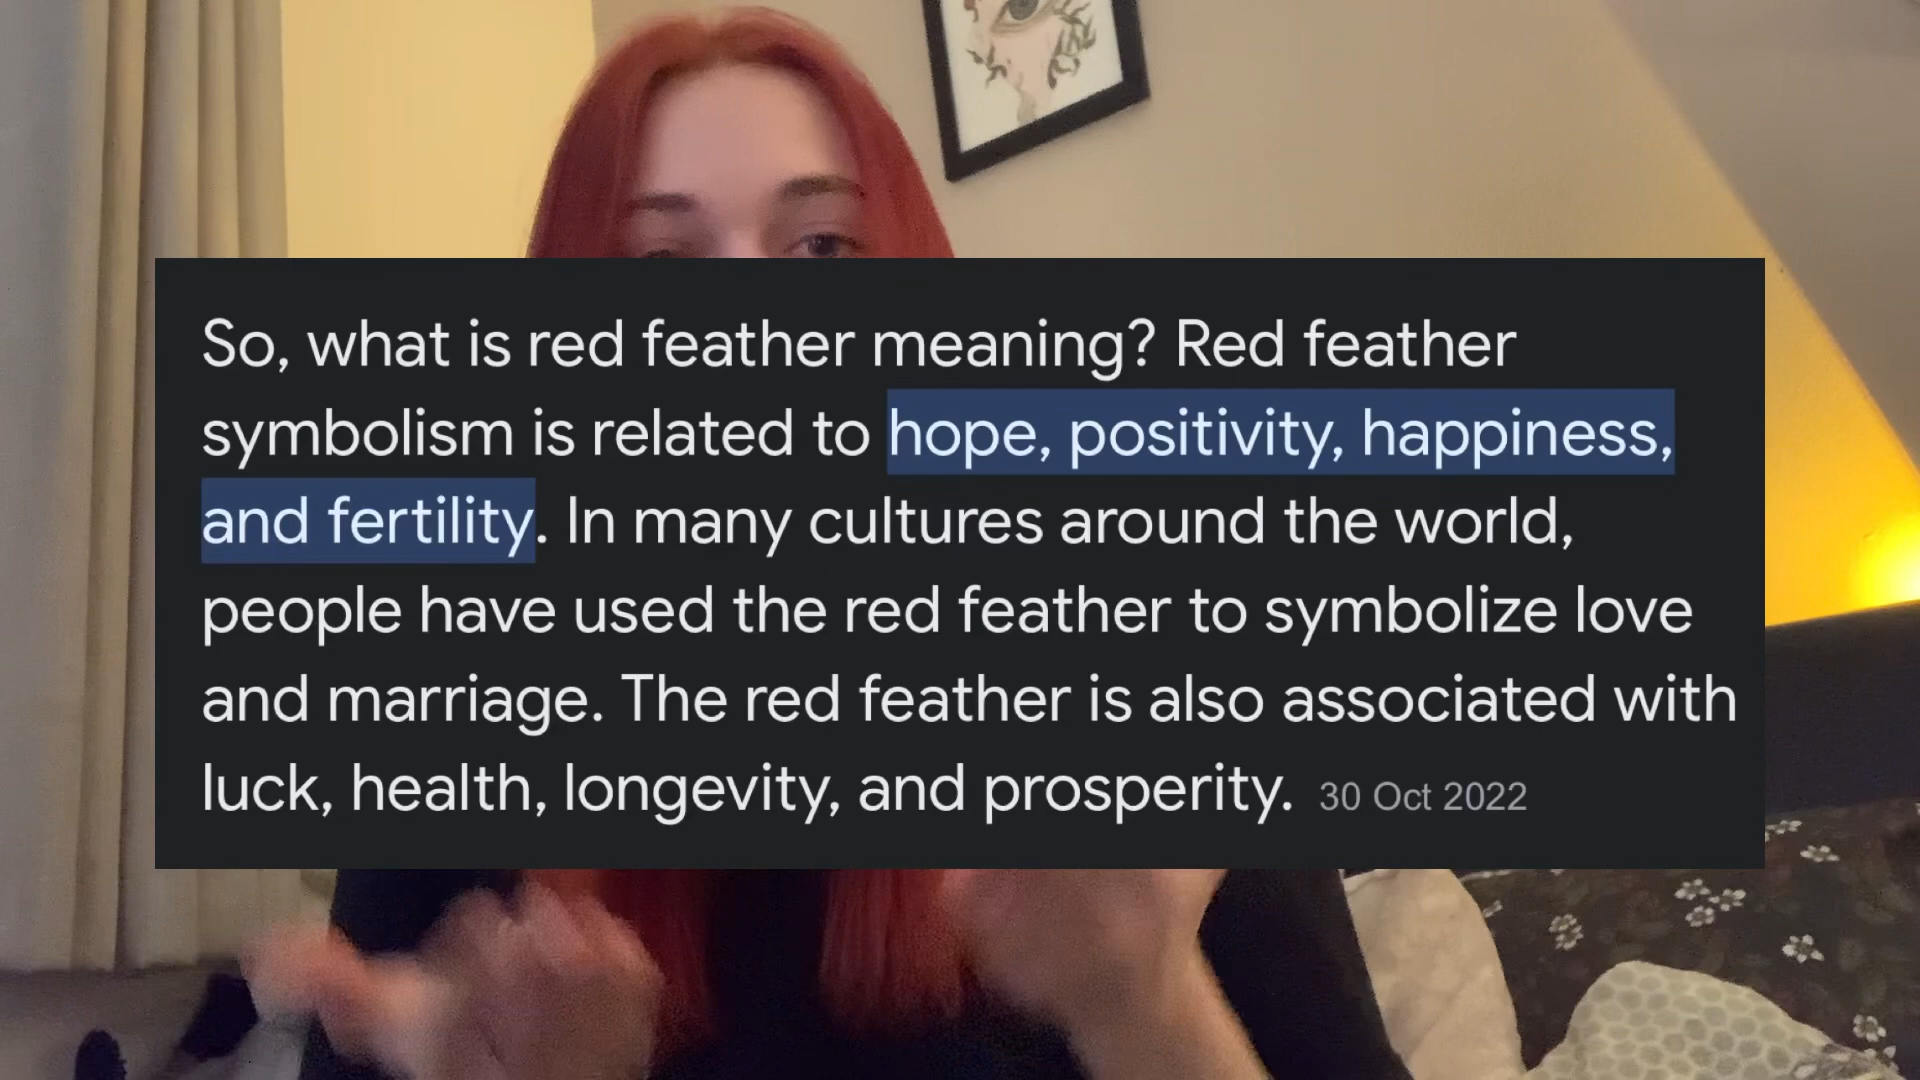 So, what is red feather meaning? Red feather
symbolism is related to hope, positivity, happiness,
and fertility. In many cultures around the world,
people have used the red feather to symbolize love
and marriage. The red feather is also associated with
luck, health, longevity, and prosperity. 30 Oct 2022